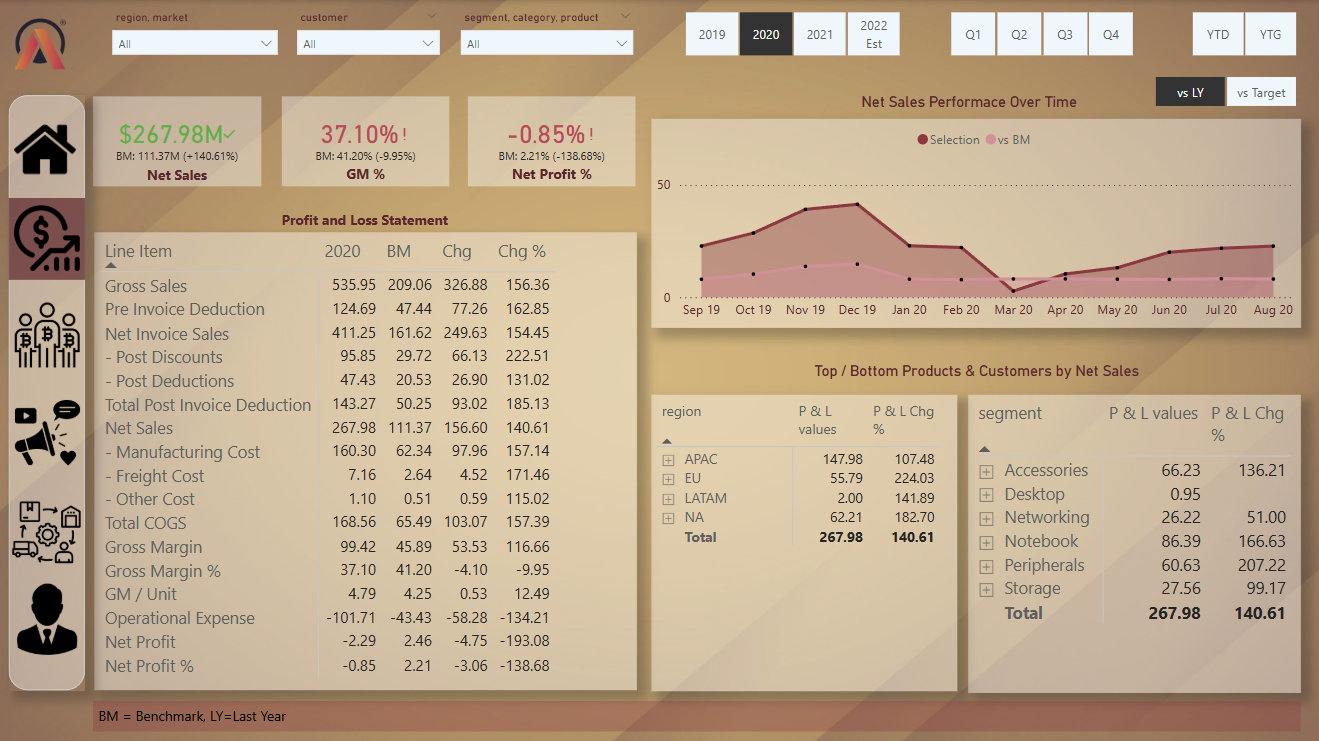 region, market
customer
segment, category, product
All
All
All
2019
2020
2021
2022
Est
Q1
Q2
Q3
Q4
YTD
YTG
vs LY
vs Target
$267.98M
BM: 111.37M (+140.61%)
Net Sales
37.10%!
BM: 41.20% (-9.95%)
GM %
-0.85%!
BM: 2.21% (-138.68%)
Net Profit %
Net Sales Performace Over Time
Selection vs BM
50
0
Sep 19 Oct 19 Nov 19 Dec 19 Jan 20 Feb 20 Mar 20 Apr 20 May 20 Jun 20 Jul 20 Aug 20
Profit and Loss Statement
Line Item 2020 BM Chg Chg %
Gross Sales 535.95 209.06 326.88 156.36
Pre Invoice Deduction 124.69 47.44 77.26 162.85
Net Invoice Sales 411.25 161.62 249.63 154.45
- Post Discounts 95.85 29.72 66.13 222.51
- Post Deductions 47.43 20.53 26.90 131.02
Total Post Invoice Deduction 143.27 50.25 93.02 185.13
Net Sales 267.98 111.37 156.60 140.61
- Manufacturing Cost 160.30 62.34 97.96 157.14
- Freight Cost 7.16 2.64 4.52 171.46
- Other Cost 1.10 0.51 0.59 115.02
Total COGS 168.56 65.49 103.07 157.39
Gross Margin 99.42 45.89 53.53 116.66
Gross Margin % 37.10 41.20 -4.10 -9.95
GM / Unit 4.79 4.25 0.53 12.49
Operational Expense -101.71 -43.43 -58.28 -134.21
Net Profit -2.29 2.46 -4.75 -193.08
Net Profit % -0.85 2.21 -3.06 -138.68
Top / Bottom Products & Customers by Net Sales
region P & L values P & L Chg %
APAC 147.98 107.48
EU 55.79 224.03
LATAM 2.00 141.89
NA 62.21 182.70
Total 267.98 140.61
segment P & L values P & L Chg %
Accessories 66.23 136.21
Desktop 0.95
Networking 26.22 51.00
Notebook 86.39 166.63
Peripherals 60.63 207.22
Storage 27.56 99.17
Total 267.98 140.61
BM = Benchmark, LY=Last Year